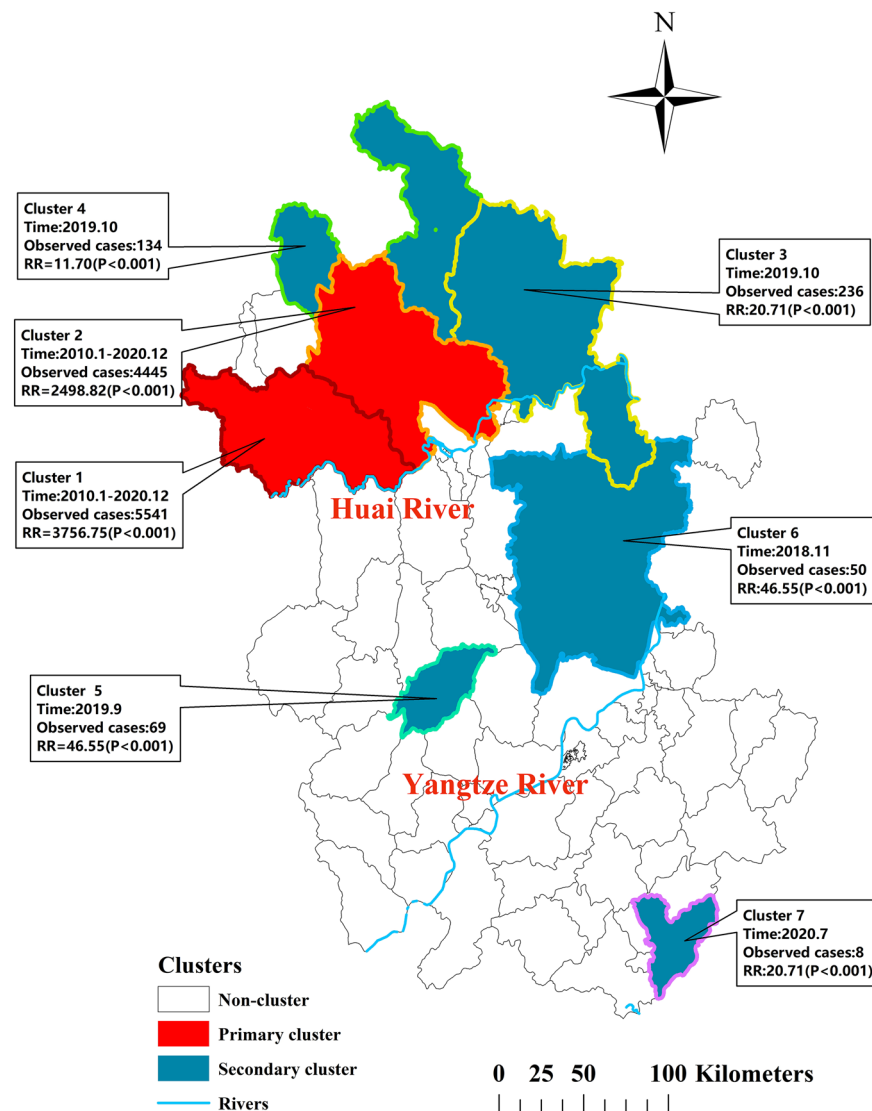 N
Cluster 4
Time:2019.10
Observed cases:134
RR=11.70(P<0.001)
Cluster 3
Time:2019.10
Observed cases:236
RR:20.71(P<0.001)
Cluster 2
Time:2010.1-2020.12
Observed cases:4445
RR=2498.82(P<0.001)
Cluster 1
Time:2010.1-2020.12
Observed cases:5541
RR=3756.75(P<0.001)
Huai River
Cluster 6
Time:2018.11
Observed cases:50
RR:46.55(P<0.001)
Cluster 5
Time:2019.9
Observed cases:69
RR=46.55(P<0.001)
Yangtze River
Cluster 7
Time:2020.7
Observed cases:8
RR:20.71(P<0.001)
Clusters
Non-cluster
Primary cluster
Secondary cluster
Rivers
0 25 50 100 Kilometers